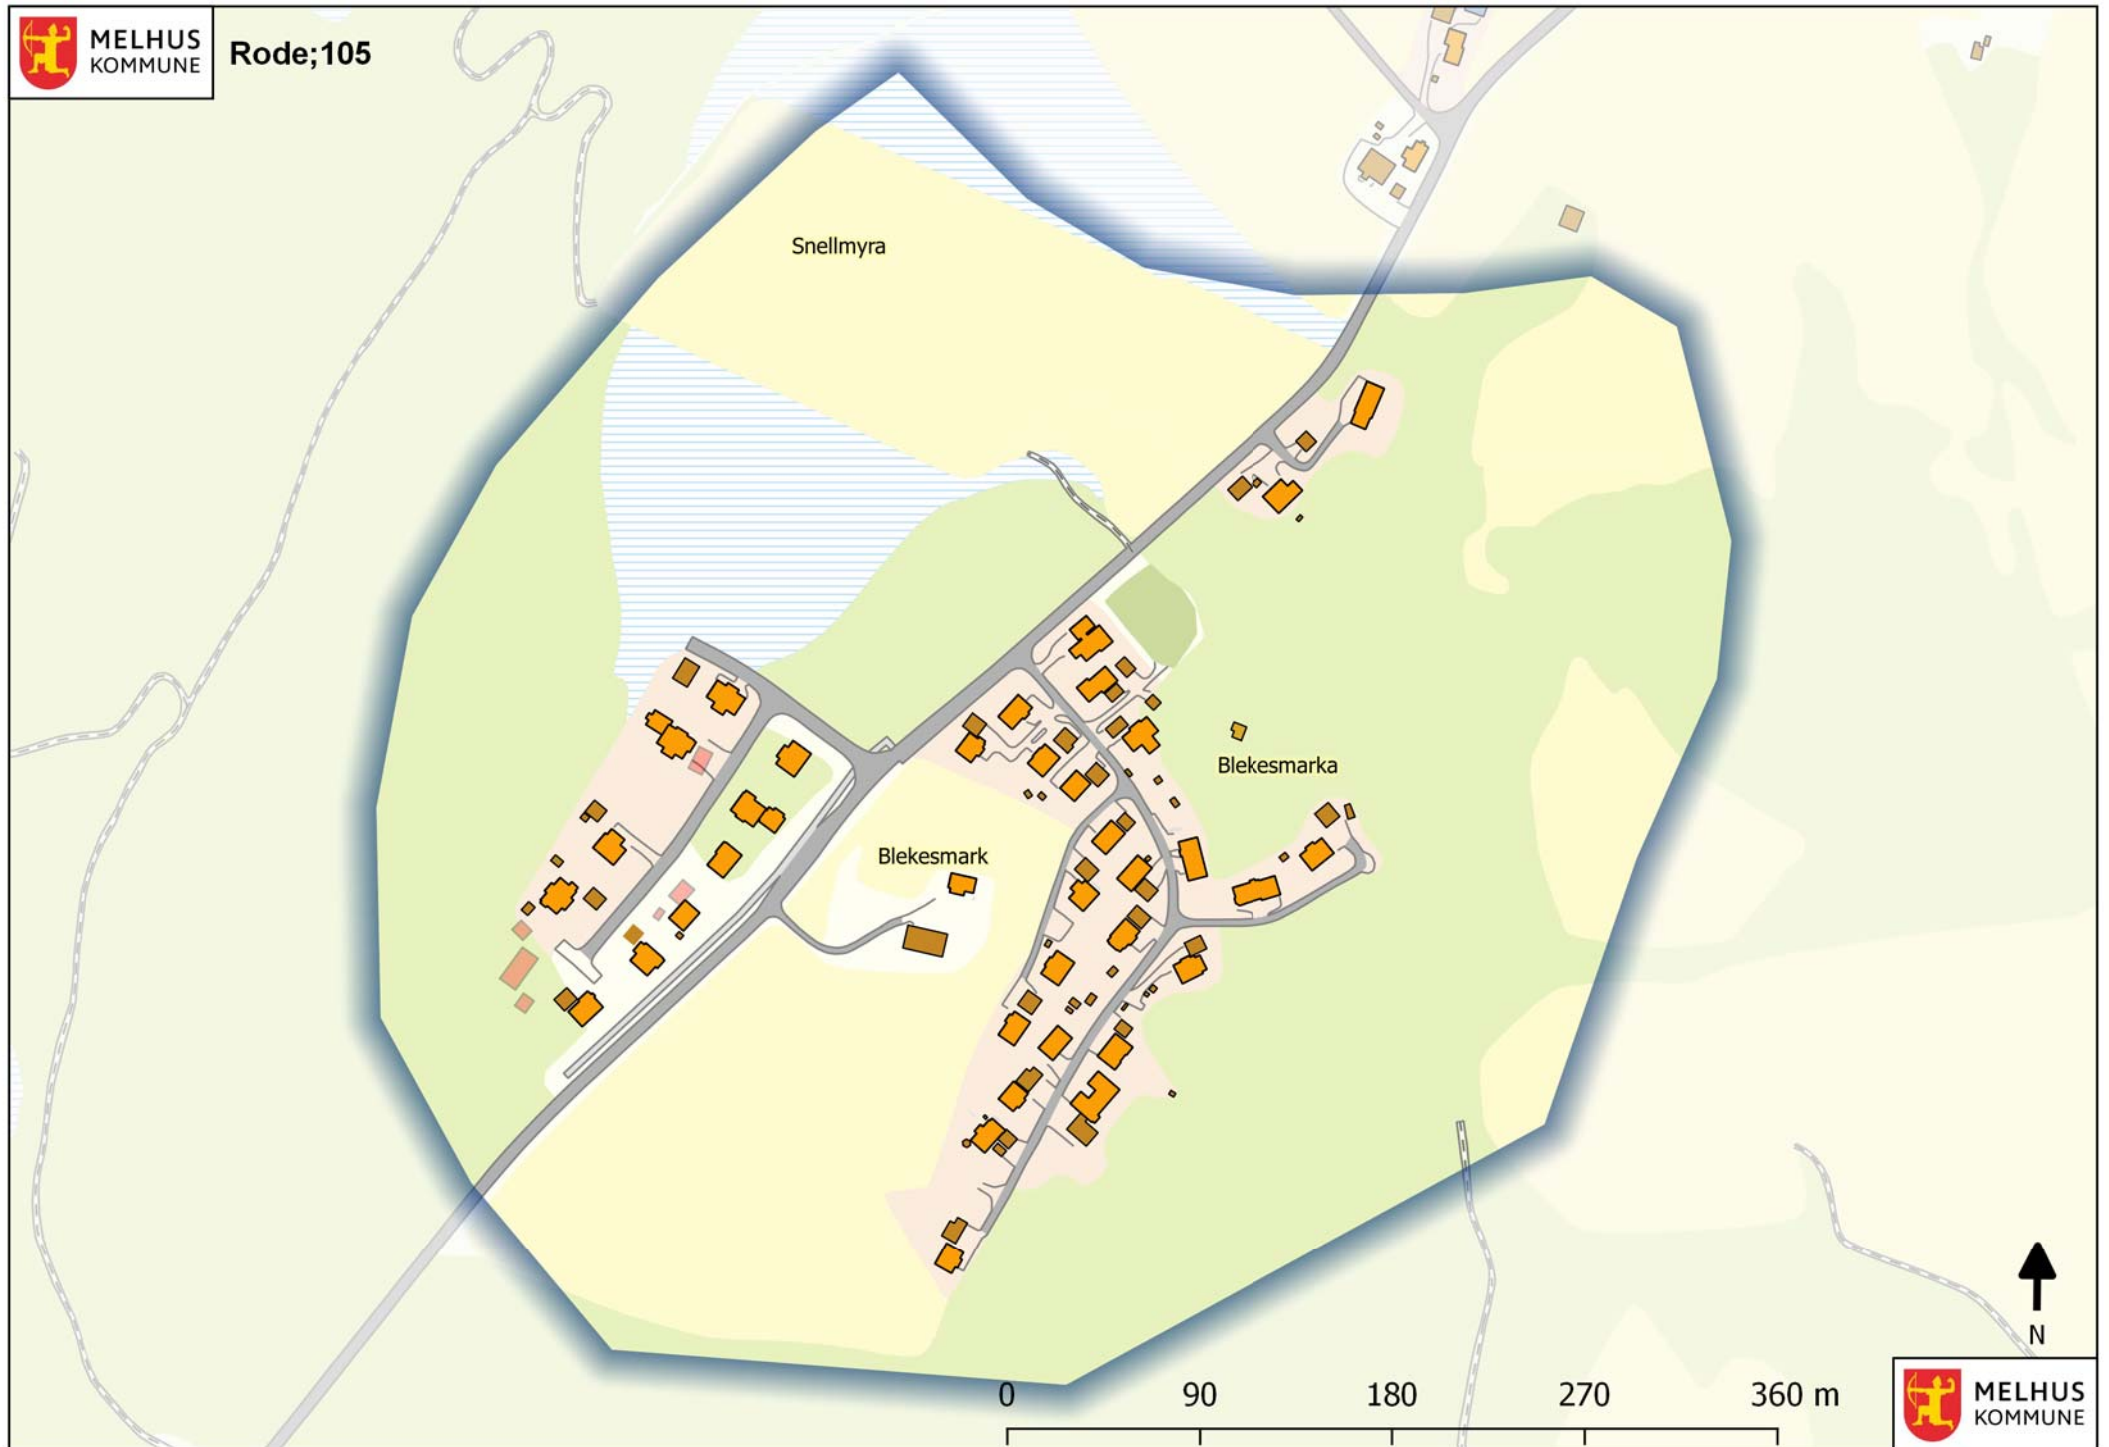 MELHUS
KOMMUNE
Rode;105
Snellmyra
Blekesmarka
Blekesmark
N
0 90 180 270 360 m
MELHUS
KOMMUNE